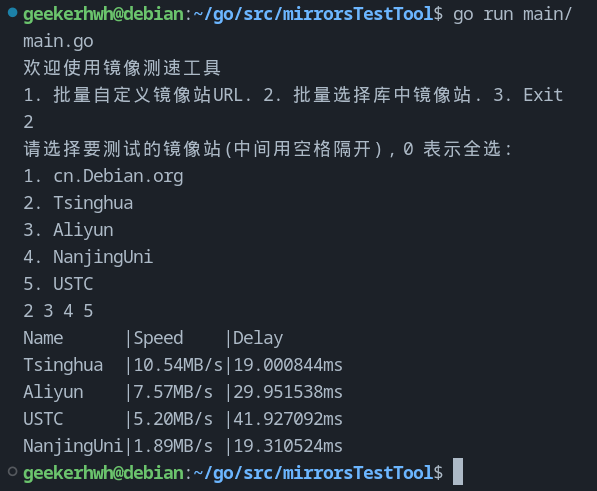 geekerhwh@debian:~/go/src/mirrorsTestTool$ go run main/
main.go
欢迎使用镜像测速工具
1. 批量自定义镜像站URL. 2. 批量选择库中镜像站. 3. Exit
2
请选择要测试的镜像站(中间用空格隔开), 0 表示全选:
1. cn.Debian.org
2. Tsinghua
3. Aliyun
4. NanjingUni
5. USTC
2 3 4 5
Name      |Speed    |Delay
Tsinghua  |10.54MB/s|19.000844ms
Aliyun    |7.57MB/s |29.951538ms
USTC      |5.20MB/s |41.927092ms
NanjingUni|1.89MB/s |19.310524ms
geekerhwh@debian:~/go/src/mirrorsTestTool$